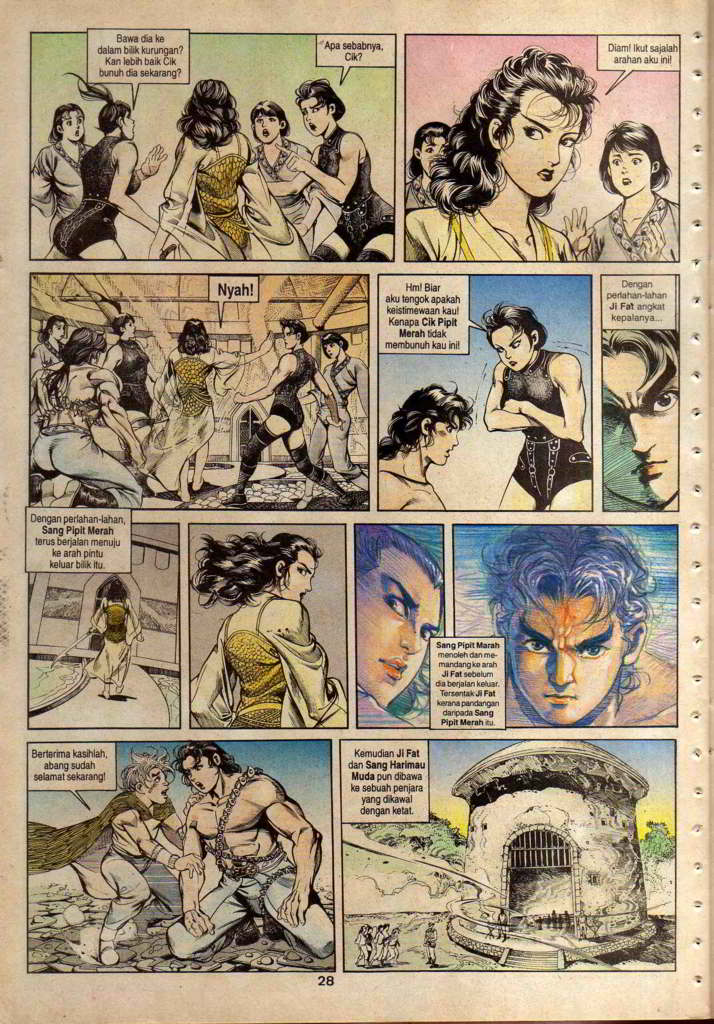 Bawa dia ke
dalam bilik kurungan?
Kan lebih baik Cik
bunuh dia sekarang?
Apa sebabnya,
Cik?
Diam! Ikut sajalah
arahan aku ini!
Nyah!
Hm! Biar
aku tengok apakah
keistimewaan kau!
Kenapa Cik Pipit
Merah tidak
membunuh kau ini!
Dengan
perlahan-lahan
Ji Fat angkat
kepalanya...
Dengan perlahan-lahan,
Sang Pipit Merah
terus berjalan menuju
ke arah pintu
keluar bilik itu.
Sang Pipit Marah
menoleh dan me-
mandang ke arah
Ji Fat sebelum
dia berjalan keluar.
Tersentak Ji Fat
kerana pandangan
daripada Sang
Pipit Merah itu.
Berterima kasihlah,
abang sudah
selamat sekarang!
Kemudian Ji Fat
dan Sang Harimau
Muda pun dibawa
ke sebuah penjara
yang dikawal
dengan ketat.
28